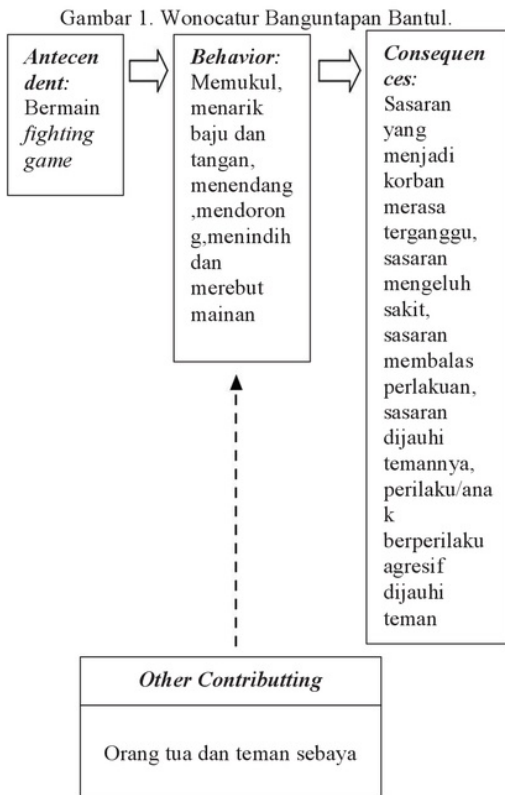 Gambar 1. Wonocatur Banguntapan Bantul.
Antecen
dent:
Bermain
fighting
game
Behavior:
Memukul,
menarik
baju dan
tangan,
menendang
,mendoron
g,menindih
dan
merebut
mainan
Consequen
ces:
Sasaran
yang
menjadi
korban
merasa
terganggu,
sasaran
mengeluh
sakit,
sasaran
membalas
perlakuan,
sasaran
dijauhi
temannya,
perilaku/ana
k
berperilaku
agresif
dijauhi
teman
Other Contributting
Orang tua dan teman sebaya